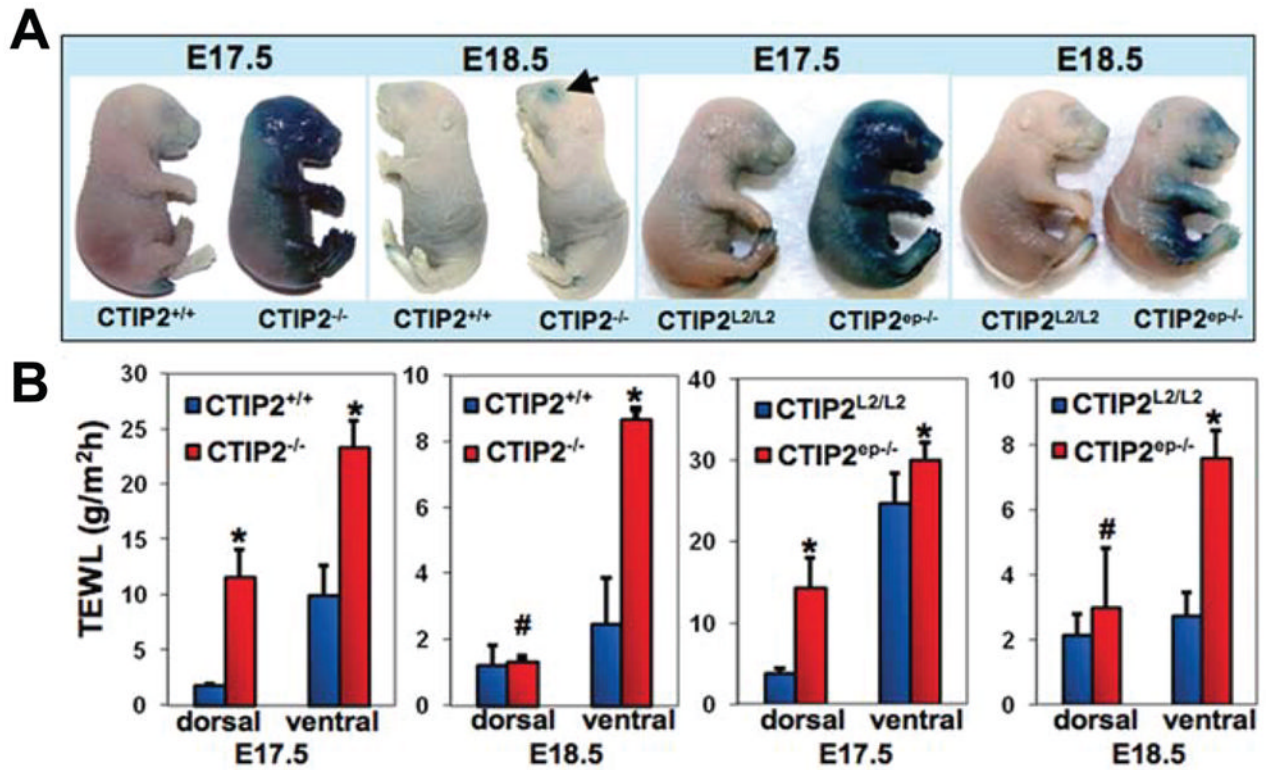 A
E17.5 E18.5 E17.5 E18.5
CTIP2+/+ CTIP2-/- CTIP2+/+ CTIP2-/- CTIP2L2/L2 CTIP2ep-/- CTIP2L2/L2 CTIP2ep-/-
B
TEWL (g/m2h)
30
25
20
15
10
5
0
CTIP2+/+
CTIP2-/-
*
*
dorsal ventral
E17.5
10
8
6
4
2
0
CTIP2+/+
CTIP2-/-
#
*
dorsal ventral
E18.5
40
30
20
10
0
CTIP2L2/L2
CTIP2ep-/-
*
*
dorsal ventral
E17.5
10
8
6
4
2
0
CTIP2L2/L2
CTIP2ep-/-
#
*
dorsal ventral
E18.5